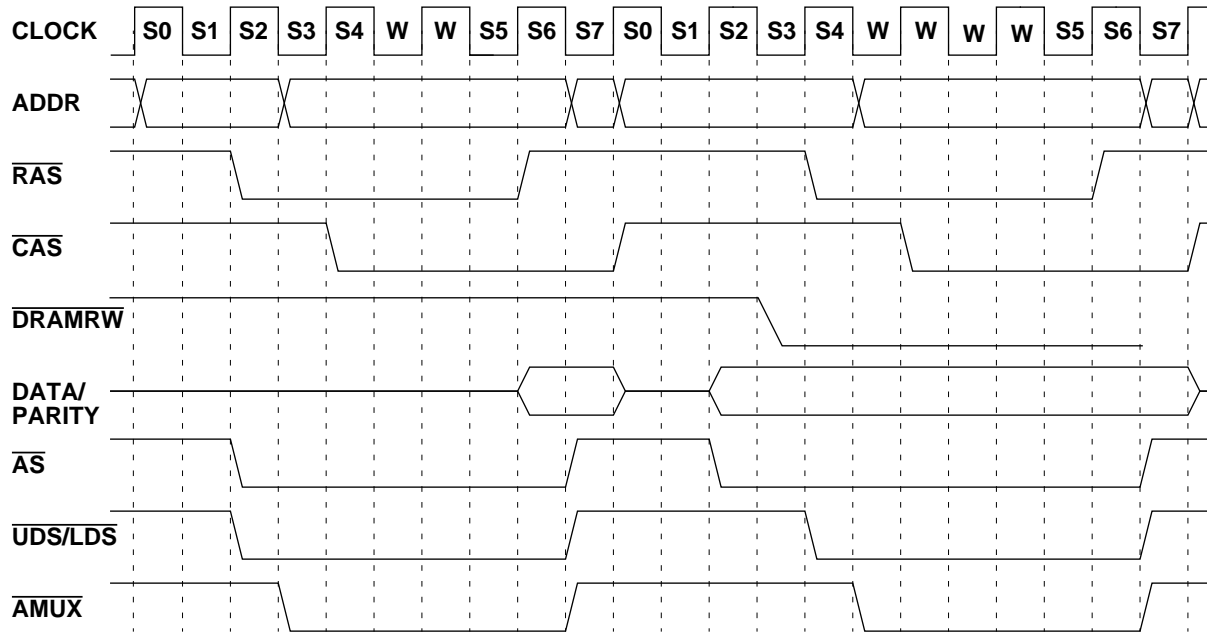 CLOCK S0 S1 S2 S3 S4 W W S5 S6 S7 S0 S1 S2 S3 S4 W W W W S5 S6 S7
ADDR
RAS
CAS
DRAMRW
DATA/
PARITY
AS
UDS/LDS
AMUX